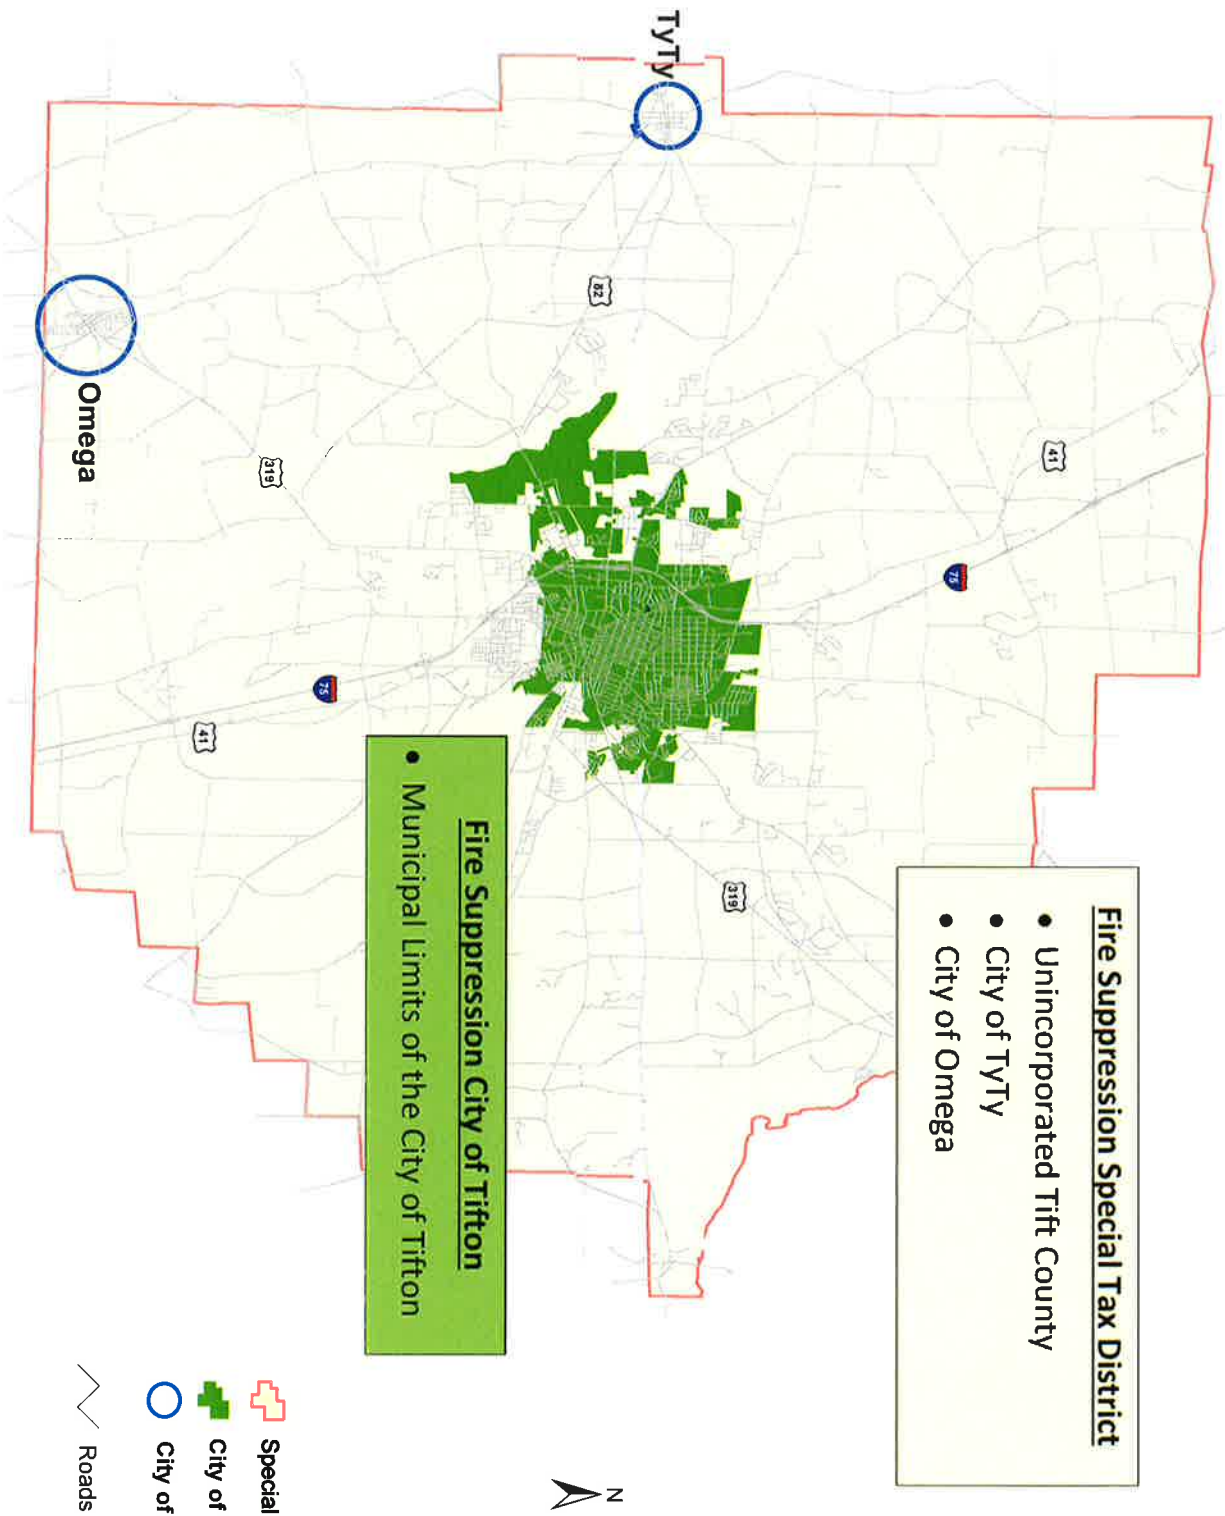 Fire Suppression Special Tax District
• Unincorporated Tift County
• City of TyTy
• City of Omega
41
75
TyTy
82
319
Fire Suppression City of Tifton
• Municipal Limits of the City of Tifton
319
75
41
Omega
N
Special
City of
City of
Roads